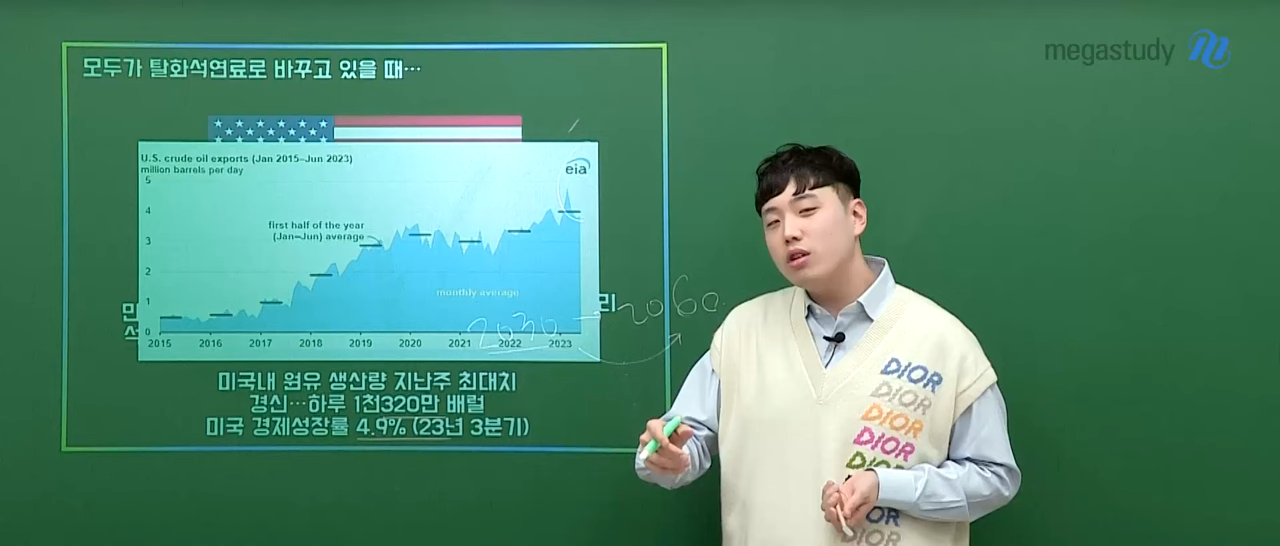 megastudy
모두가 탈화석연료로 바꾸고 있을 때…
U.S. crude oil exports (Jan 2015–Jun 2023)
million barrels per day
eia
5
4
3
2
1
0
first half of the year
(Jan–Jun) average
monthly average
2015 2016 2017 2018 2019 2020 2021 2022 2023
2030 → 2060
미국내 원유 생산량 지난주 최대치
경신…하루 1천320만 배럴
미국 경제성장률 4.9% (23년 3분기)
DIOR
DIOR
DIOR
DIOR
DIOR
DIOR
DIOR